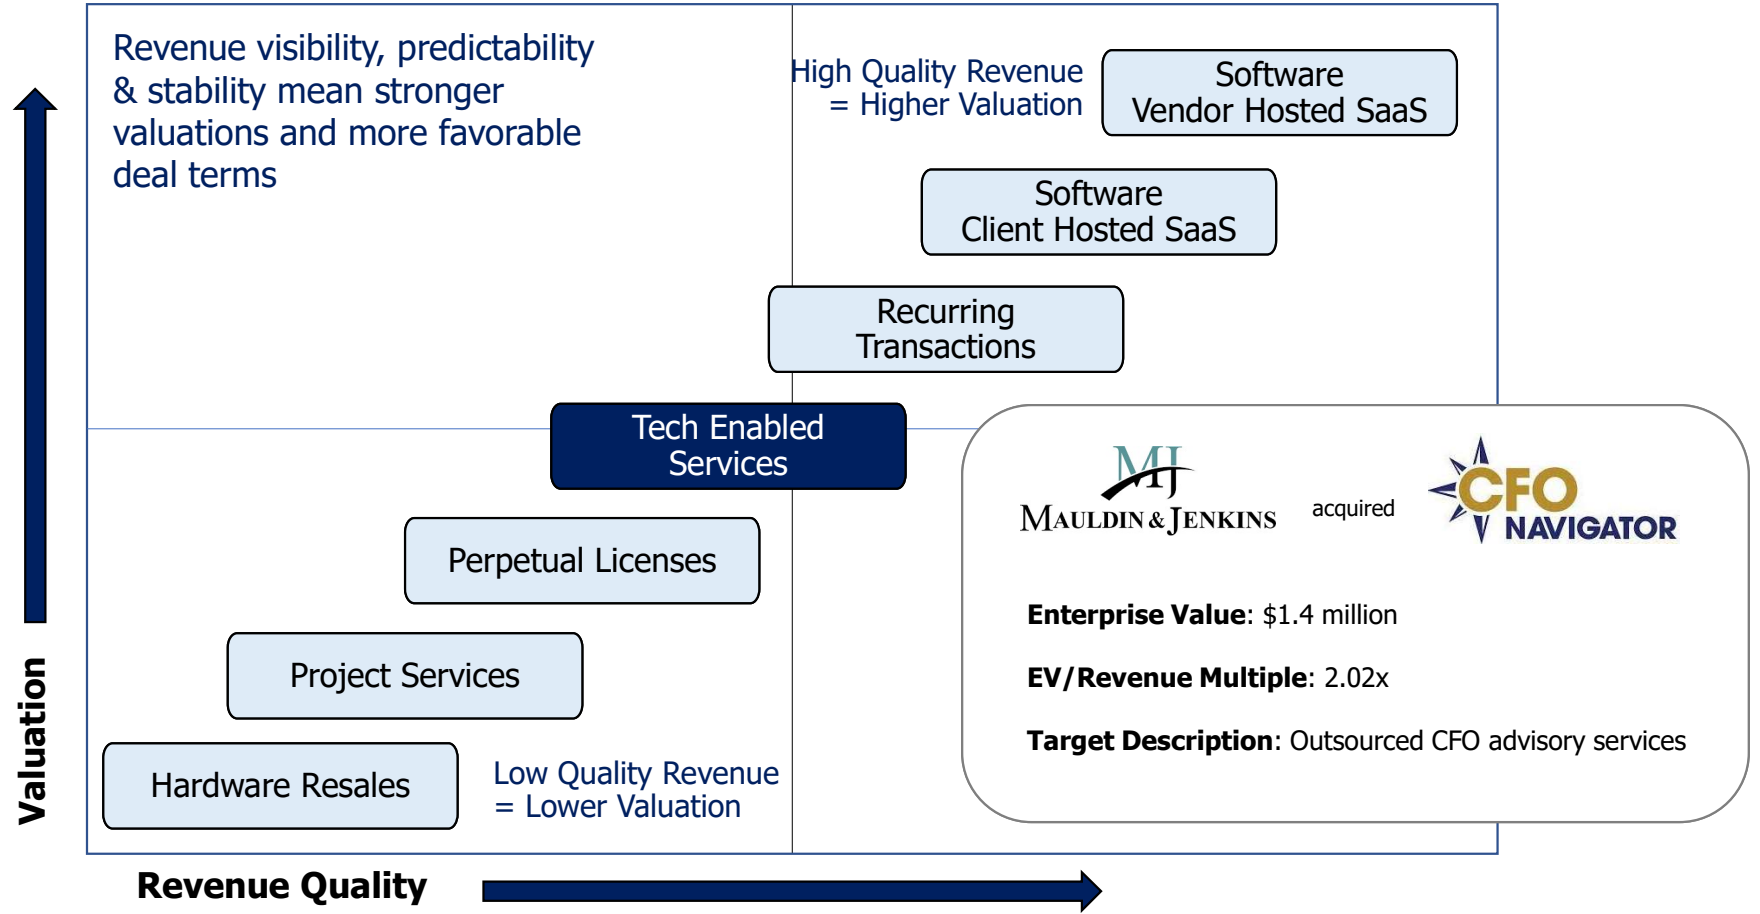 Revenue visibility, predictability
& stability mean stronger
valuations and more favorable
deal terms
High Quality Revenue
= Higher Valuation
Software
Vendor Hosted SaaS
Software
Client Hosted SaaS
Recurring
Transactions
Tech Enabled
Services
Perpetual Licenses
Project Services
Hardware Resales
Low Quality Revenue
= Lower Valuation
MJ
MAULDIN & JENKINS
acquired
CFO
NAVIGATOR
Enterprise Value: $1.4 million
EV/Revenue Multiple: 2.02x
Target Description: Outsourced CFO advisory services
Valuation
Revenue Quality